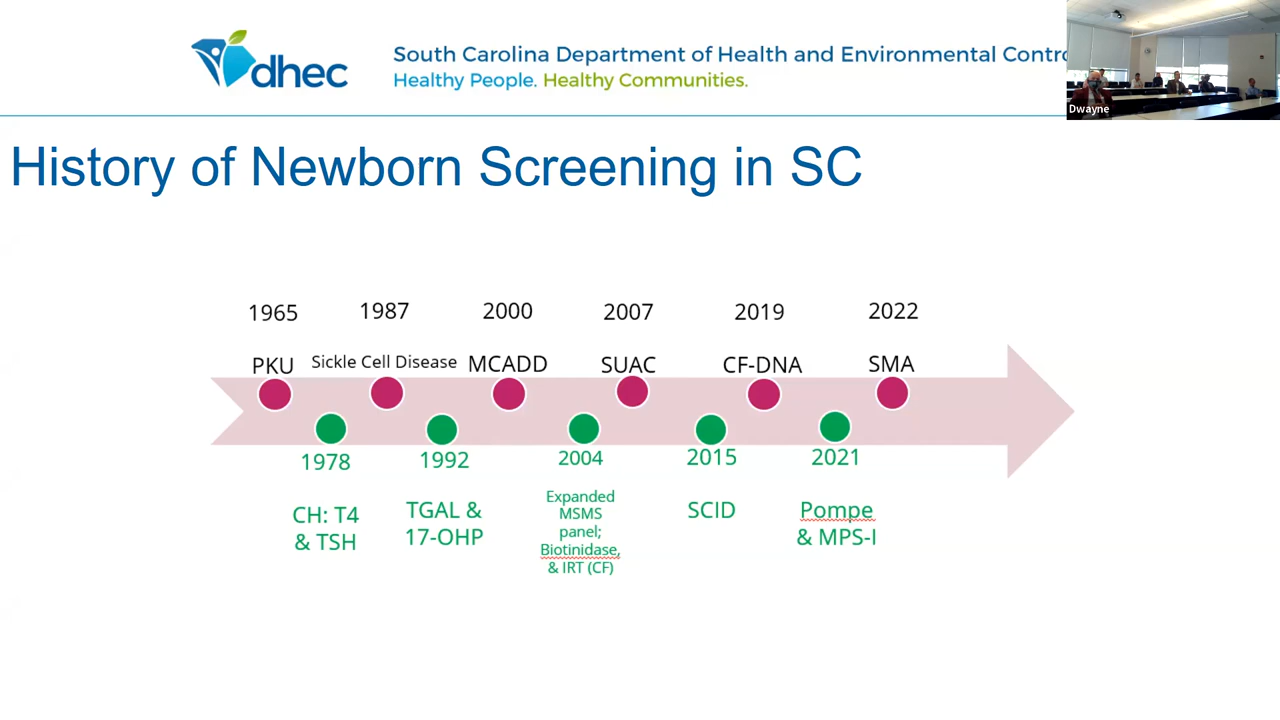 dhec
South Carolina Department of Health and Environmental Contro
Healthy People. Healthy Communities.
Dwayne
History of Newborn Screening in SC
1965
1987
2000
2007
2019
2022
PKU
Sickle Cell Disease
MCADD
SUAC
CF-DNA
SMA
1978
1992
2004
2015
2021
CH: T4
& TSH
TGAL &
17-OHP
Expanded
MSMS
panel;
Biotinidase,
& IRT (CF)
SCID
Pompe
& MPS-I